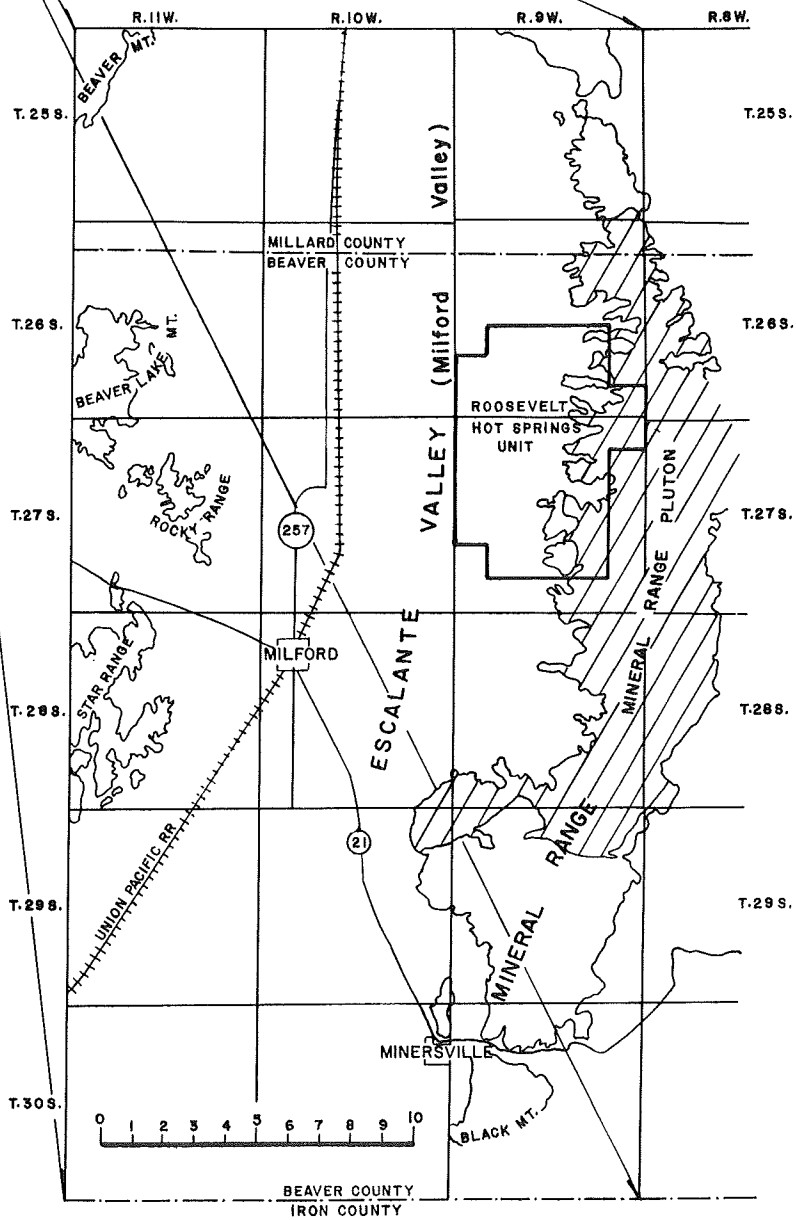 R.11W. R.10W. R.9W. R.8W.
BEAVER MT.
T.25S. T.25S.
VALLEY (Milford Valley)
MILLARD COUNTY
BEAVER COUNTY
T.26S. T.26S.
BEAVER LAKE MT.
ROOSEVELT
HOT SPRINGS
UNIT
MINERAL RANGE PLUTON
ROCKY RANGE
T.27S. T.27S.
257
ESCALANTE
MILFORD
STAR RANGE
T.28S. T.28S.
MINERAL RANGE
21
UNION PACIFIC RR
T.29S. T.29S.
MINERSVILLE
T.30S.
BLACK MT.
0 1 2 3 4 5 6 7 8 9 10
BEAVER COUNTY
IRON COUNTY